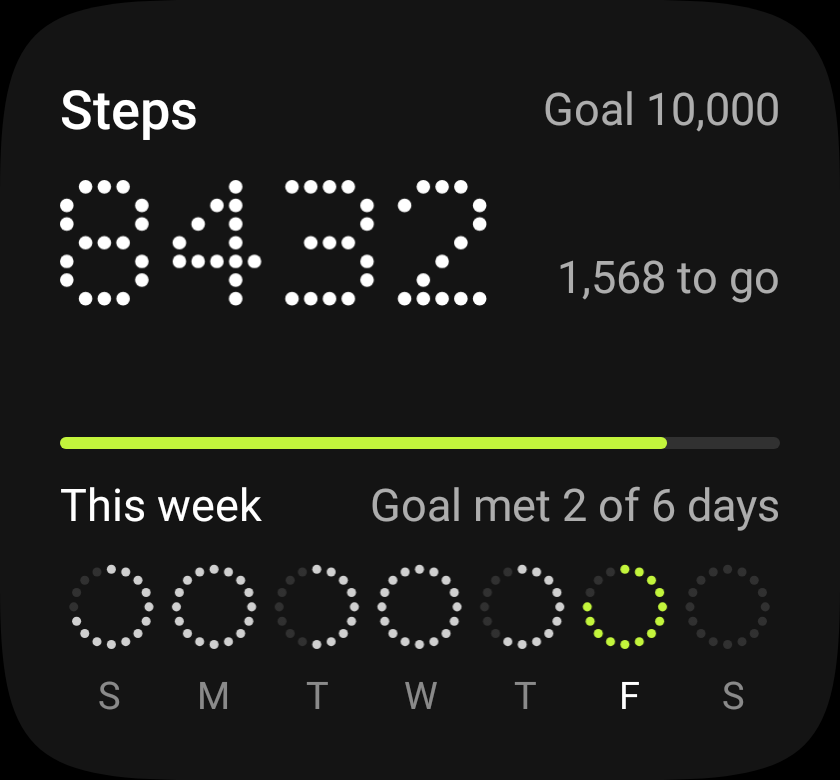 Steps Goal 10,000
8432
1,568 to go
This week Goal met 2 of 6 days
S M T W T F S